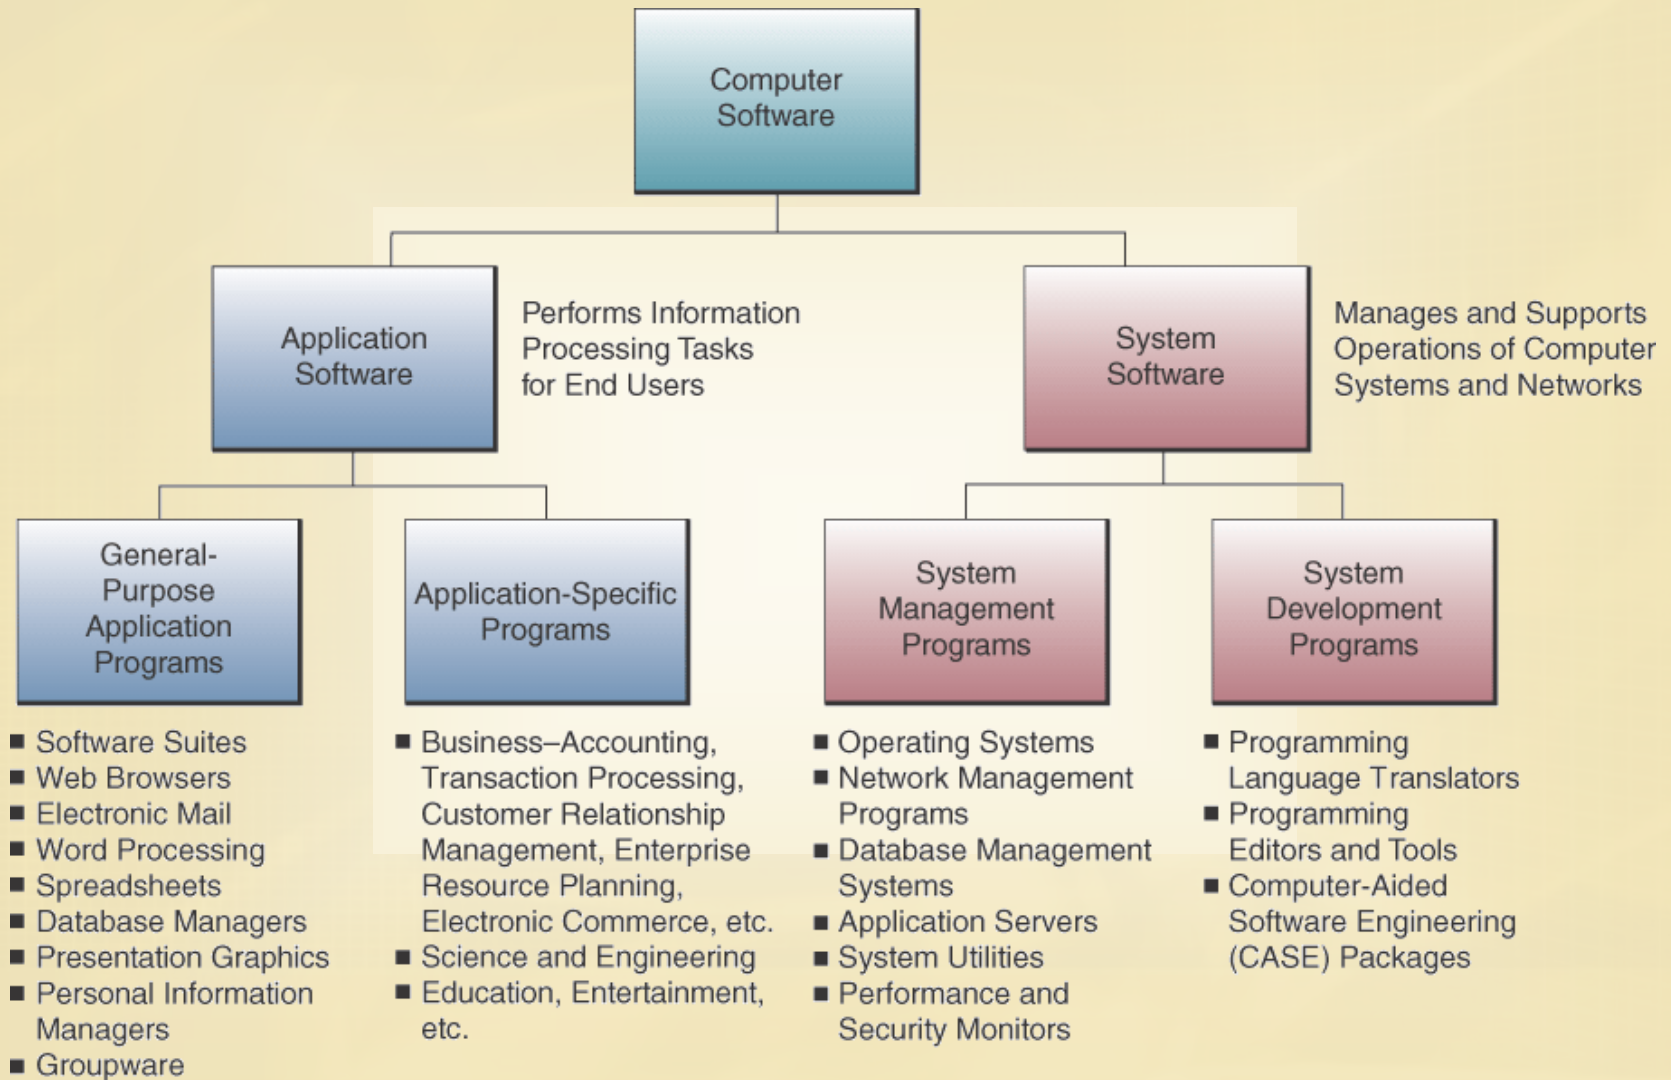 Computer
Software
Application
Software
Performs Information
Processing Tasks
for End Users
System
Software
Manages and Supports
Operations of Computer
Systems and Networks
General-
Purpose
Application
Programs
Application-Specific
Programs
System
Management
Programs
System
Development
Programs
■ Software Suites
■ Web Browsers
■ Electronic Mail
■ Word Processing
■ Spreadsheets
■ Database Managers
■ Presentation Graphics
■ Personal Information
Managers
■ Groupware
■ Business–Accounting,
Transaction Processing,
Customer Relationship
Management, Enterprise
Resource Planning,
Electronic Commerce, etc.
■ Science and Engineering
■ Education, Entertainment,
etc.
■ Operating Systems
■ Network Management
Programs
■ Database Management
Systems
■ Application Servers
■ System Utilities
■ Performance and
Security Monitors
■ Programming
Language Translators
■ Programming
Editors and Tools
■ Computer-Aided
Software Engineering
(CASE) Packages